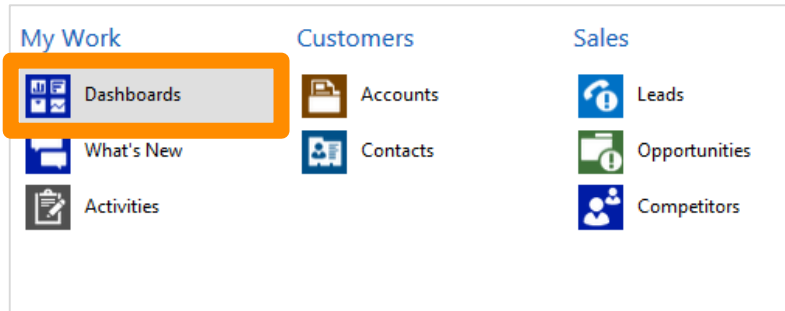 My Work
Dashboards
What's New
Activities
Customers
Accounts
Contacts
Sales
Leads
Opportunities
Competitors